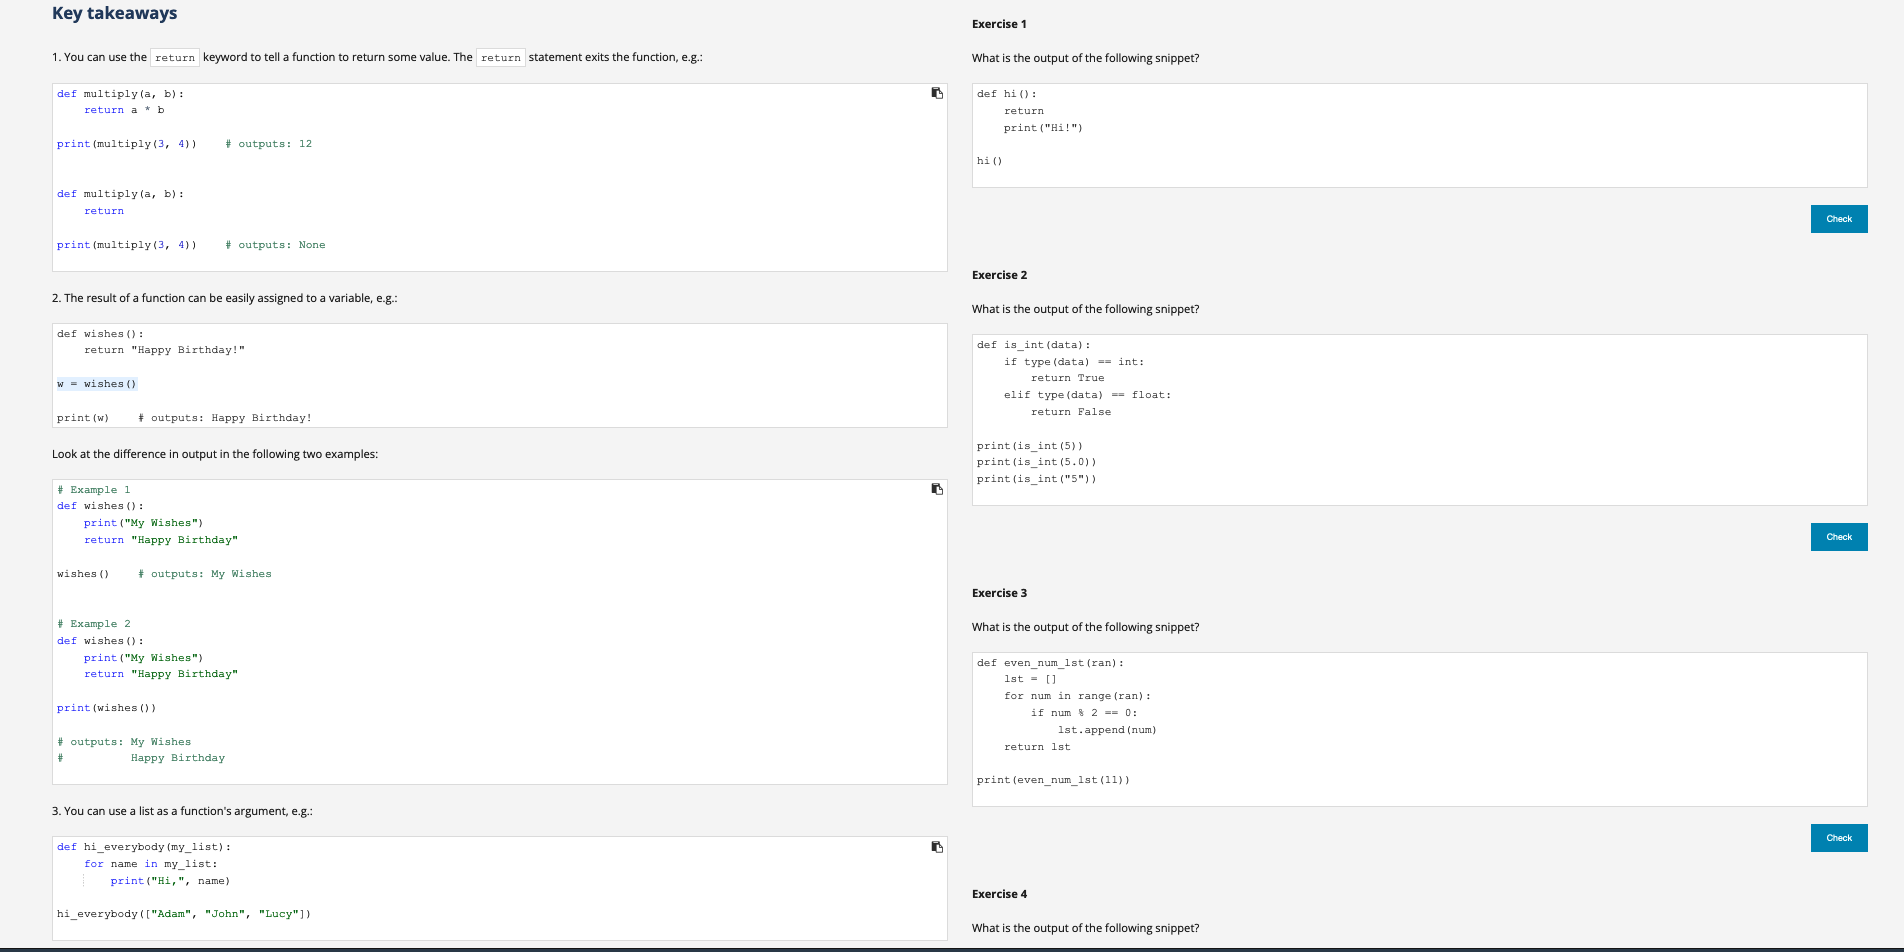 Key takeaways
1. You can use the return keyword to tell a function to return some value. The return statement exits the function, e.g.:
def multiply(a, b):
    return a * b

print(multiply(3, 4))    # outputs: 12


def multiply(a, b):
    return

print(multiply(3, 4))    # outputs: None
2. The result of a function can be easily assigned to a variable, e.g.:
def wishes():
    return "Happy Birthday!"

w = wishes()

print(w)    # outputs: Happy Birthday!
Look at the difference in output in the following two examples:
# Example 1
def wishes():
    print("My Wishes")
    return "Happy Birthday"

wishes()    # outputs: My Wishes


# Example 2
def wishes():
    print("My Wishes")
    return "Happy Birthday"

print(wishes())

# outputs: My Wishes
#          Happy Birthday
3. You can use a list as a function's argument, e.g.:
def hi_everybody(my_list):
    for name in my_list:
        print("Hi,", name)

hi_everybody(["Adam", "John", "Lucy"])
Exercise 1
What is the output of the following snippet?
def hi():
    return
    print("Hi!")

hi()
Check
Exercise 2
What is the output of the following snippet?
def is_int(data):
    if type(data) == int:
        return True
    elif type(data) == float:
        return False

print(is_int(5))
print(is_int(5.0))
print(is_int("5"))
Check
Exercise 3
What is the output of the following snippet?
def even_num_lst(ran):
    lst = []
    for num in range(ran):
        if num % 2 == 0:
            lst.append(num)
    return lst

print(even_num_lst(11))
Check
Exercise 4
What is the output of the following snippet?